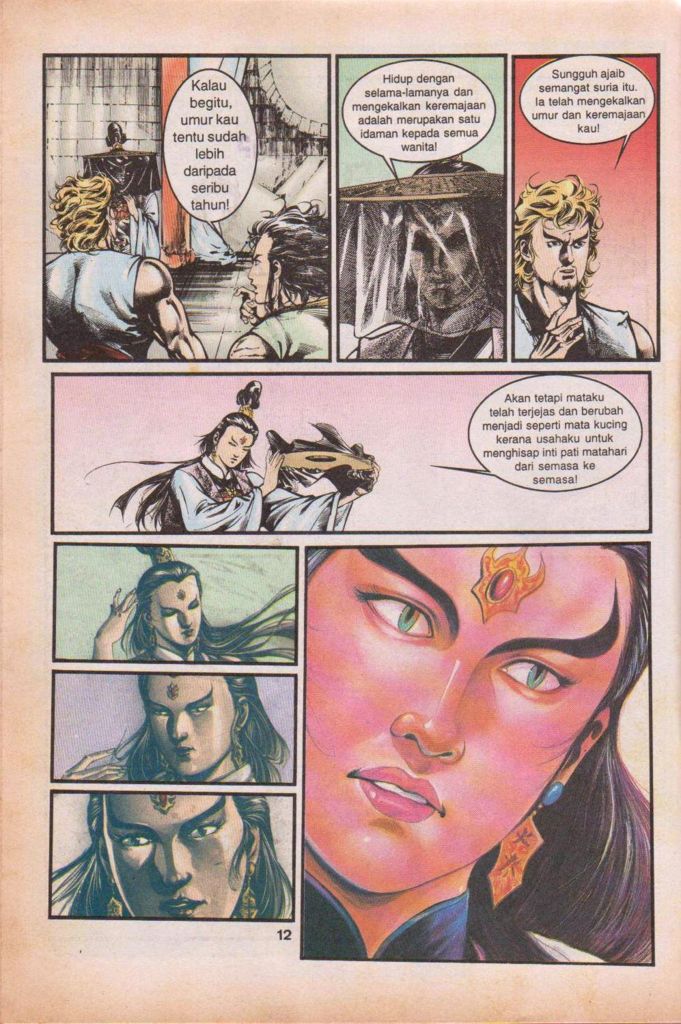 Kalau
begitu,
umur kau
tentu sudah
lebih
daripada
seribu
tahun!
Hidup dengan
selama-lamanya dan
mengekalkan keremajaan
adalah merupakan satu
idaman kepada semua
wanita!
Sungguh ajaib
semangat suria itu.
Ia telah mengekalkan
umur dan keremajaan
kau!
Akan tetapi mataku
telah terjejas dan berubah
menjadi seperti mata kucing
kerana usahaku untuk
menghisap inti pati matahari
dari semasa ke
semasa!
12